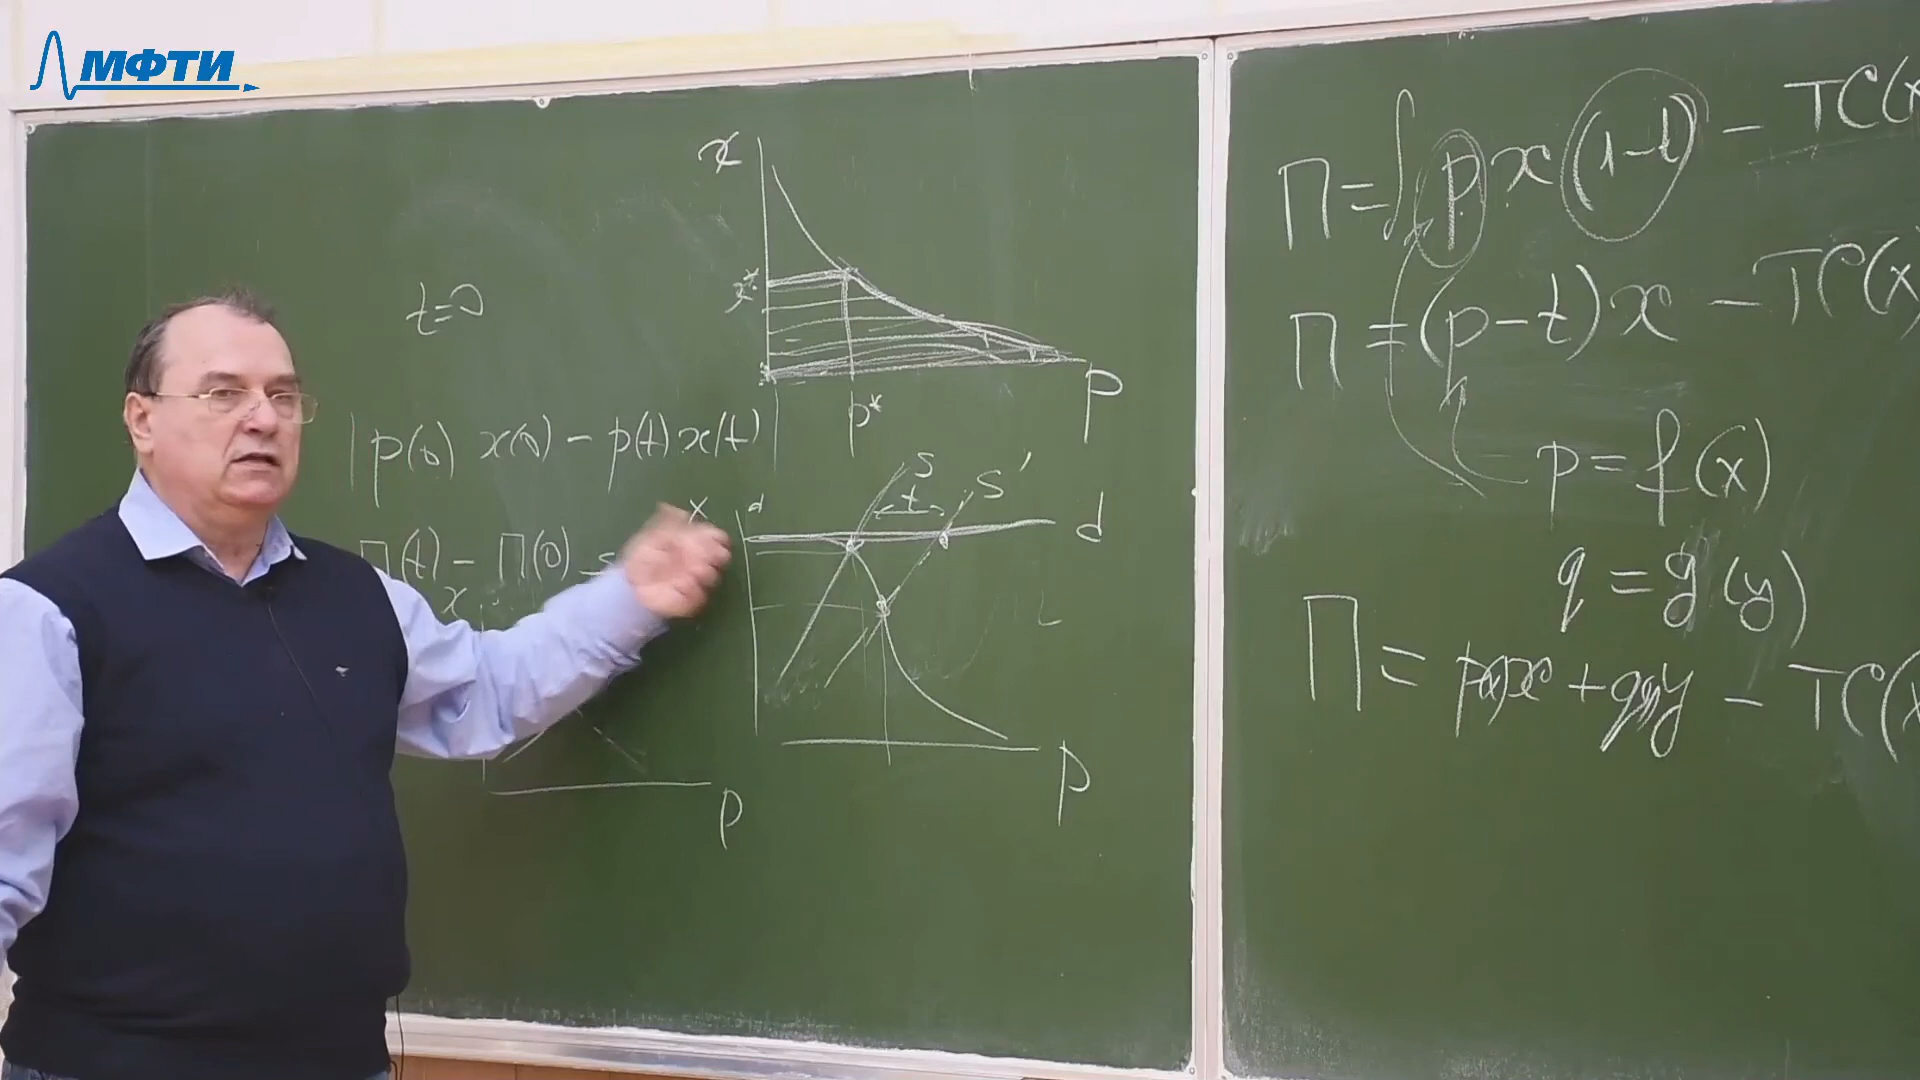 МФТИ
t=0
p(0) x(0) - p(t) x(t)
П(t) - П(0)
x
p
x
x*
p*
p
x
d
S
t
S'
d
p
П = ∫ p x (1-t) - TC(x
П = (p-t)x - TC(x
p = f(x)
q = g(y)
П = p(x)x + q(y)y - TC(x